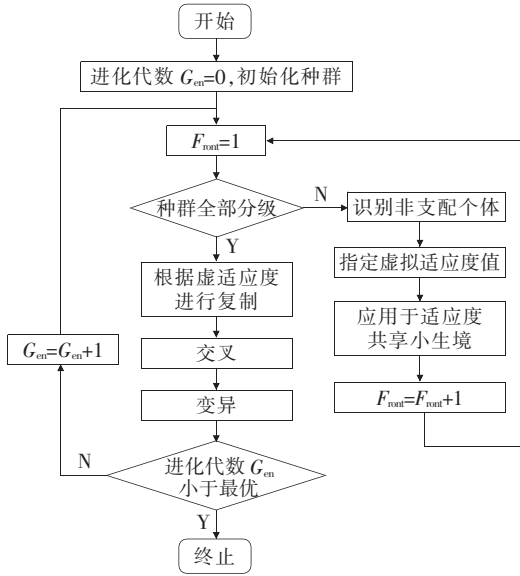 开始
进化代数 Gen=0,初始化种群
Front=1
种群全部分级
N
识别非支配个体
Y
指定虚拟适应度值
根据虚适应度
进行复制
应用于适应度
共享小生境
Gen=Gen+1
交叉
Front=Front+1
变异
N
进化代数 Gen
小于最优
Y
终止